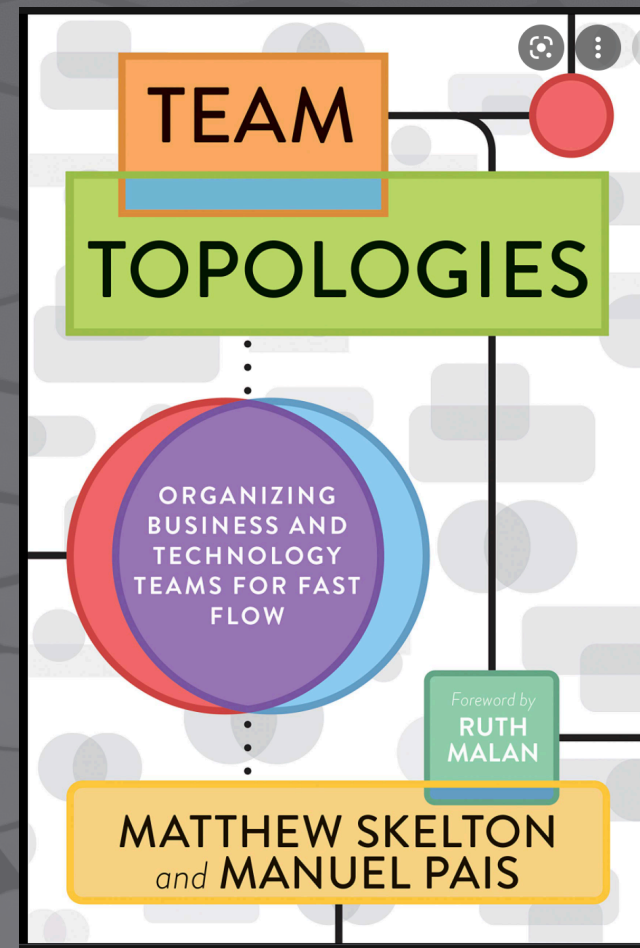 TEAM
TOPOLOGIES
ORGANIZING
BUSINESS AND
TECHNOLOGY
TEAMS FOR FAST
FLOW
Foreword by
RUTH
MALAN
MATTHEW SKELTON
and MANUEL PAIS